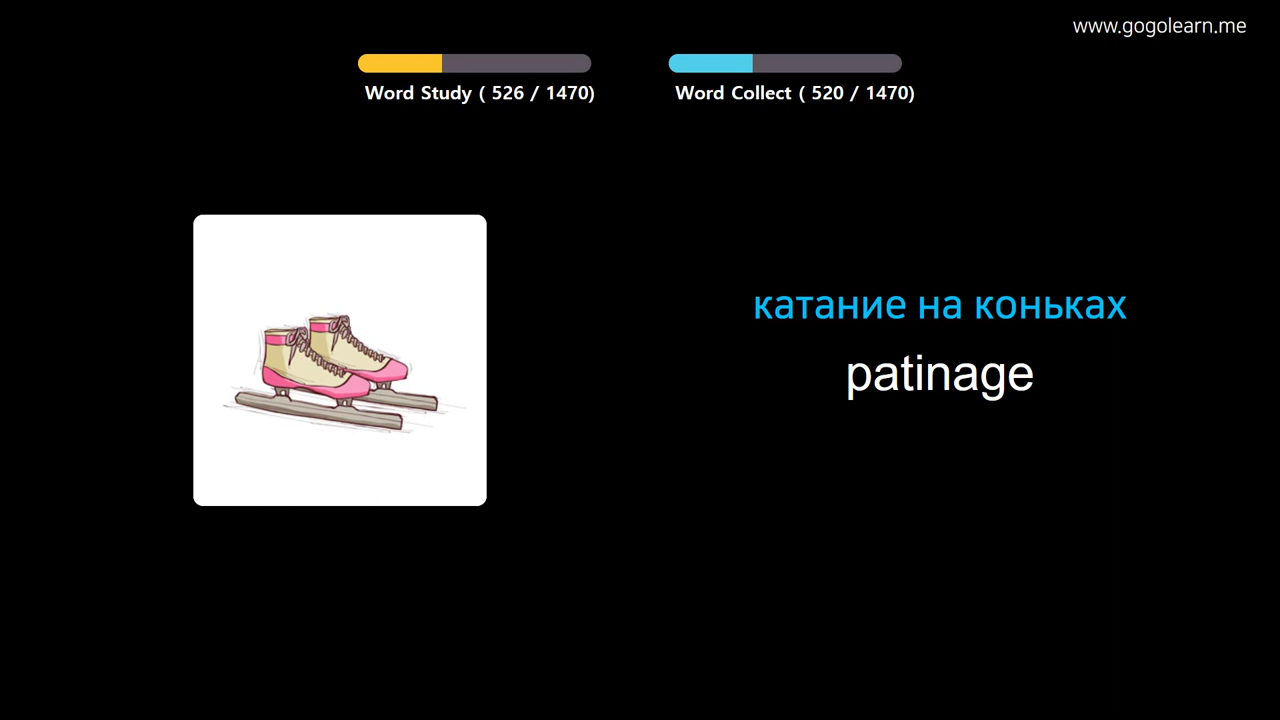 www.gogolearn.me
Word Study ( 526 / 1470)
Word Collect ( 520 / 1470)
катание на коньках
patinage